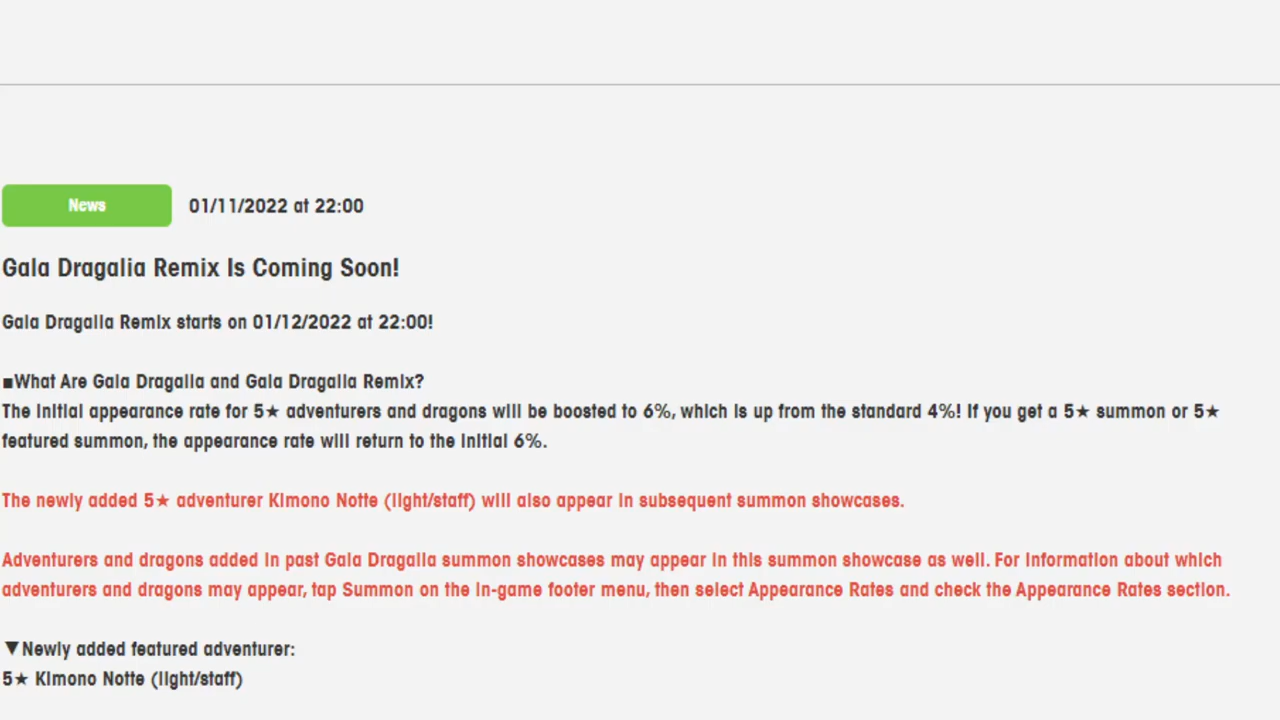 News 01/11/2022 at 22:00
Gala Dragalia Remix Is Coming Soon!
Gala Dragalia Remix starts on 01/12/2022 at 22:00!
■What Are Gala Dragalia and Gala Dragalia Remix?
The initial appearance rate for 5★ adventurers and dragons will be boosted to 6%, which is up from the standard 4%! If you get a 5★ summon or 5★
featured summon, the appearance rate will return to the initial 6%.
The newly added 5★ adventurer Kimono Notte (light/staff) will also appear in subsequent summon showcases.
Adventurers and dragons added in past Gala Dragalia summon showcases may appear in this summon showcase as well. For information about which
adventurers and dragons may appear, tap Summon on the in-game footer menu, then select Appearance Rates and check the Appearance Rates section.
▼Newly added featured adventurer:
5★ Kimono Notte (light/staff)